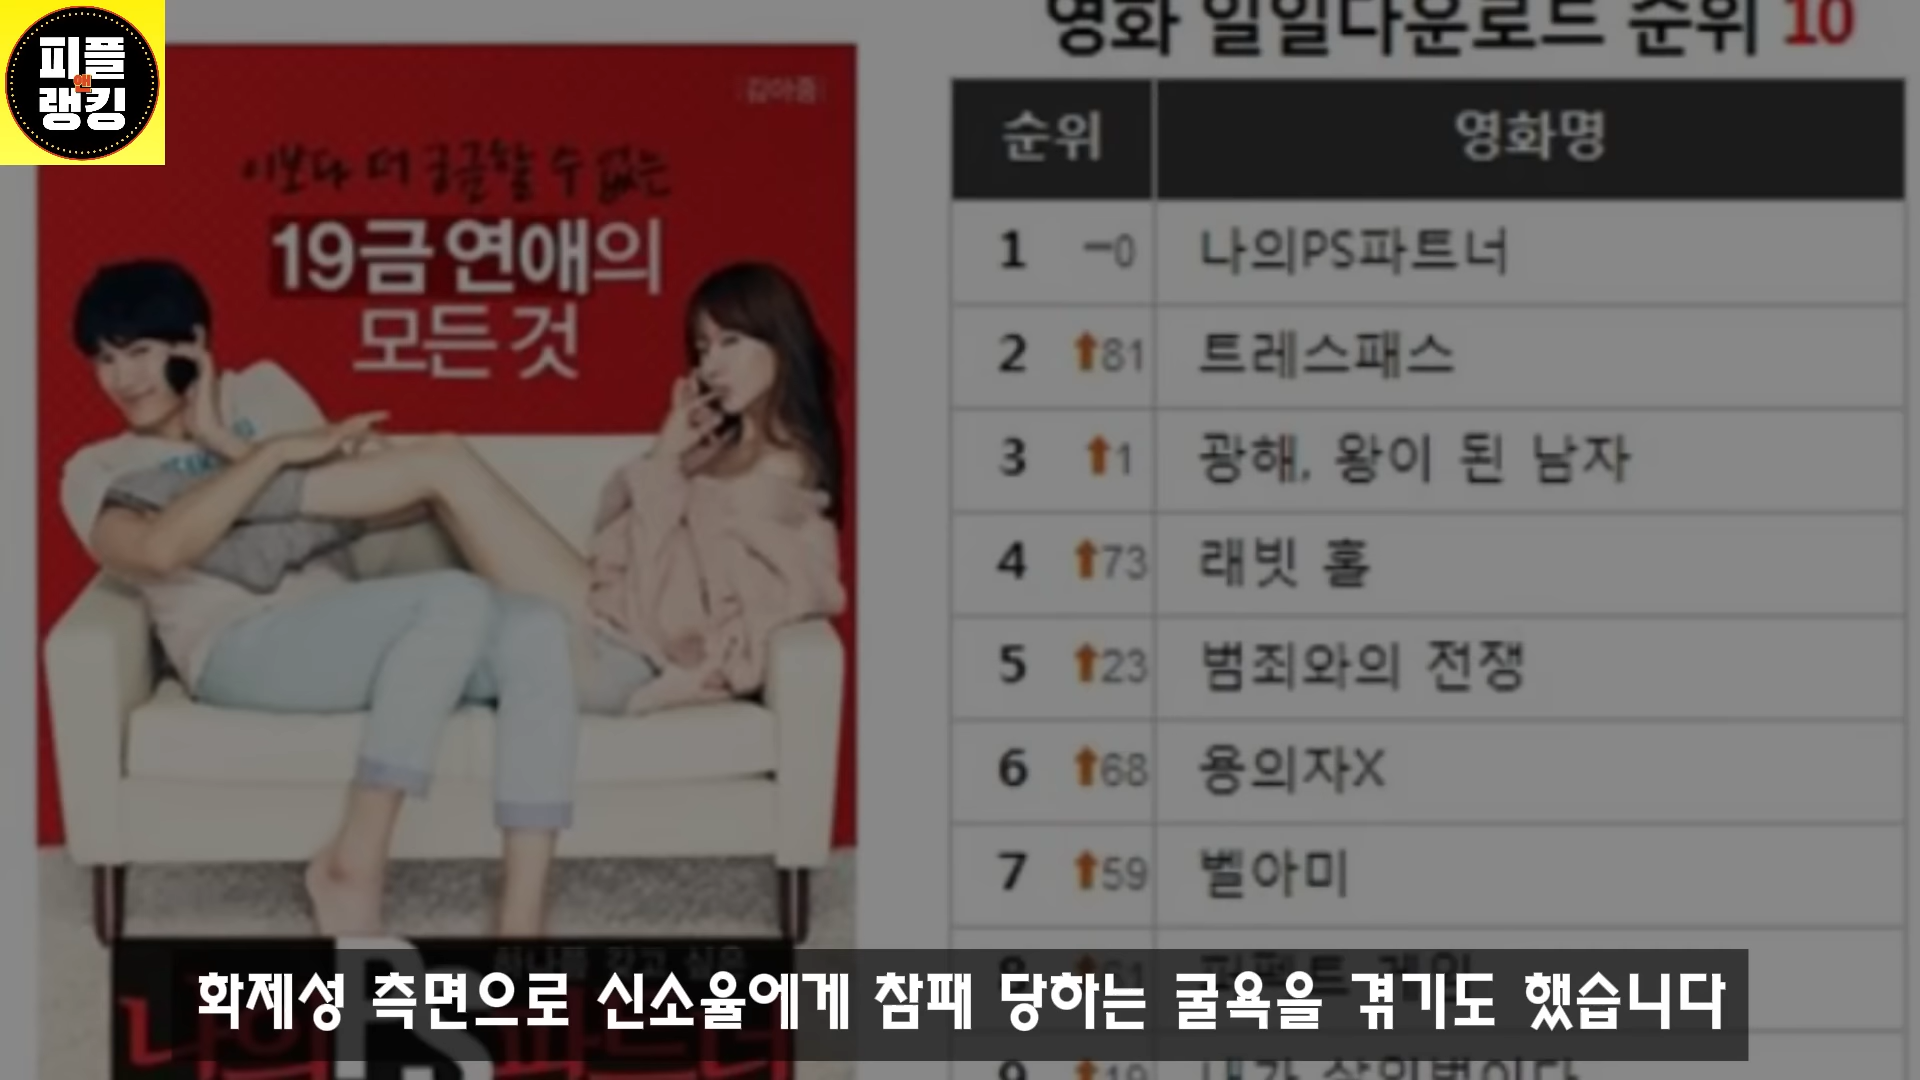 피플
앤
랭킹
김아중
이보다 더 궁금할 수 없는
19금 연애의
모든 것
영화 일일다운로드 순위 10
순위 영화명
1 -0 나의PS파트너
2 ↑81 트레스패스
3 ↑1 광해, 왕이 된 남자
4 ↑73 래빗 홀
5 ↑23 범죄와의 전쟁
6 ↑68 용의자X
7 ↑59 벨아미
화제성 측면으로 신소율에게 참패 당하는 굴욕을 겪기도 했습니다